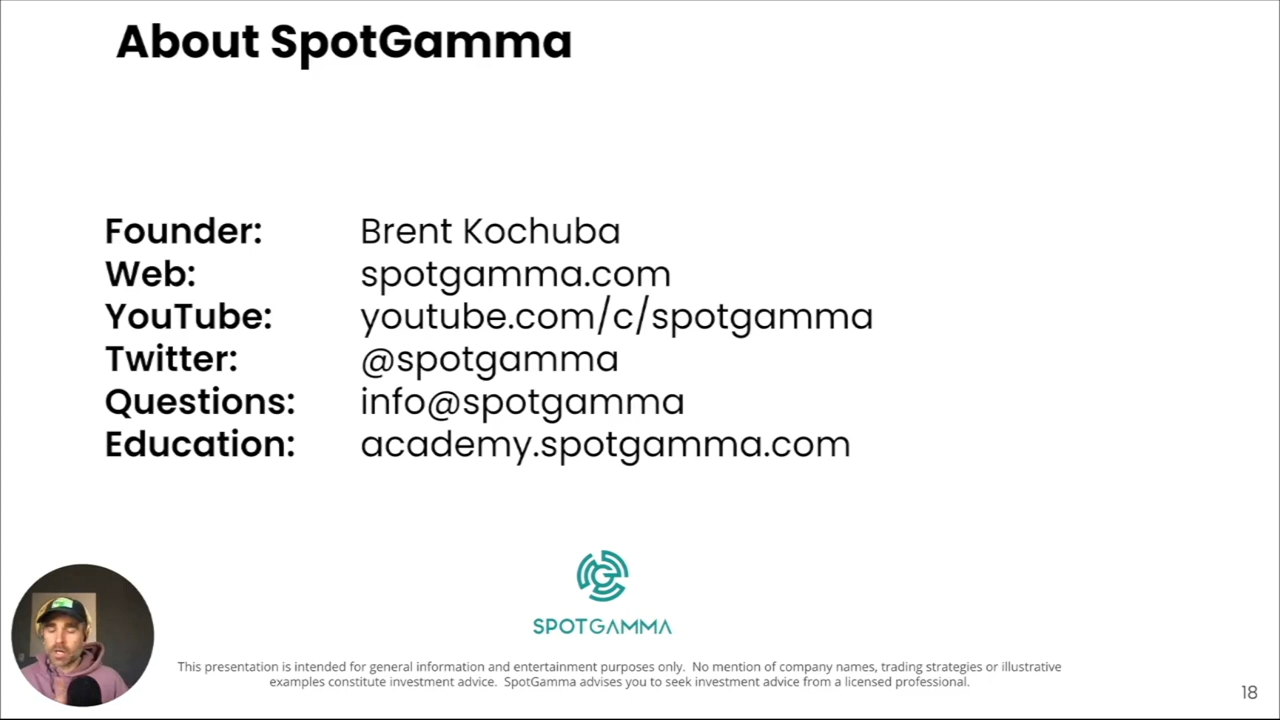 About SpotGamma
Founder: Brent Kochuba
Web: spotgamma.com
YouTube: youtube.com/c/spotgamma
Twitter: @spotgamma
Questions: info@spotgamma
Education: academy.spotgamma.com
SPOTGAMMA
This presentation is intended for general information and entertainment purposes only. No mention of company names, trading strategies or illustrative
examples constitute investment advice. SpotGamma advises you to seek investment advice from a licensed professional.
18